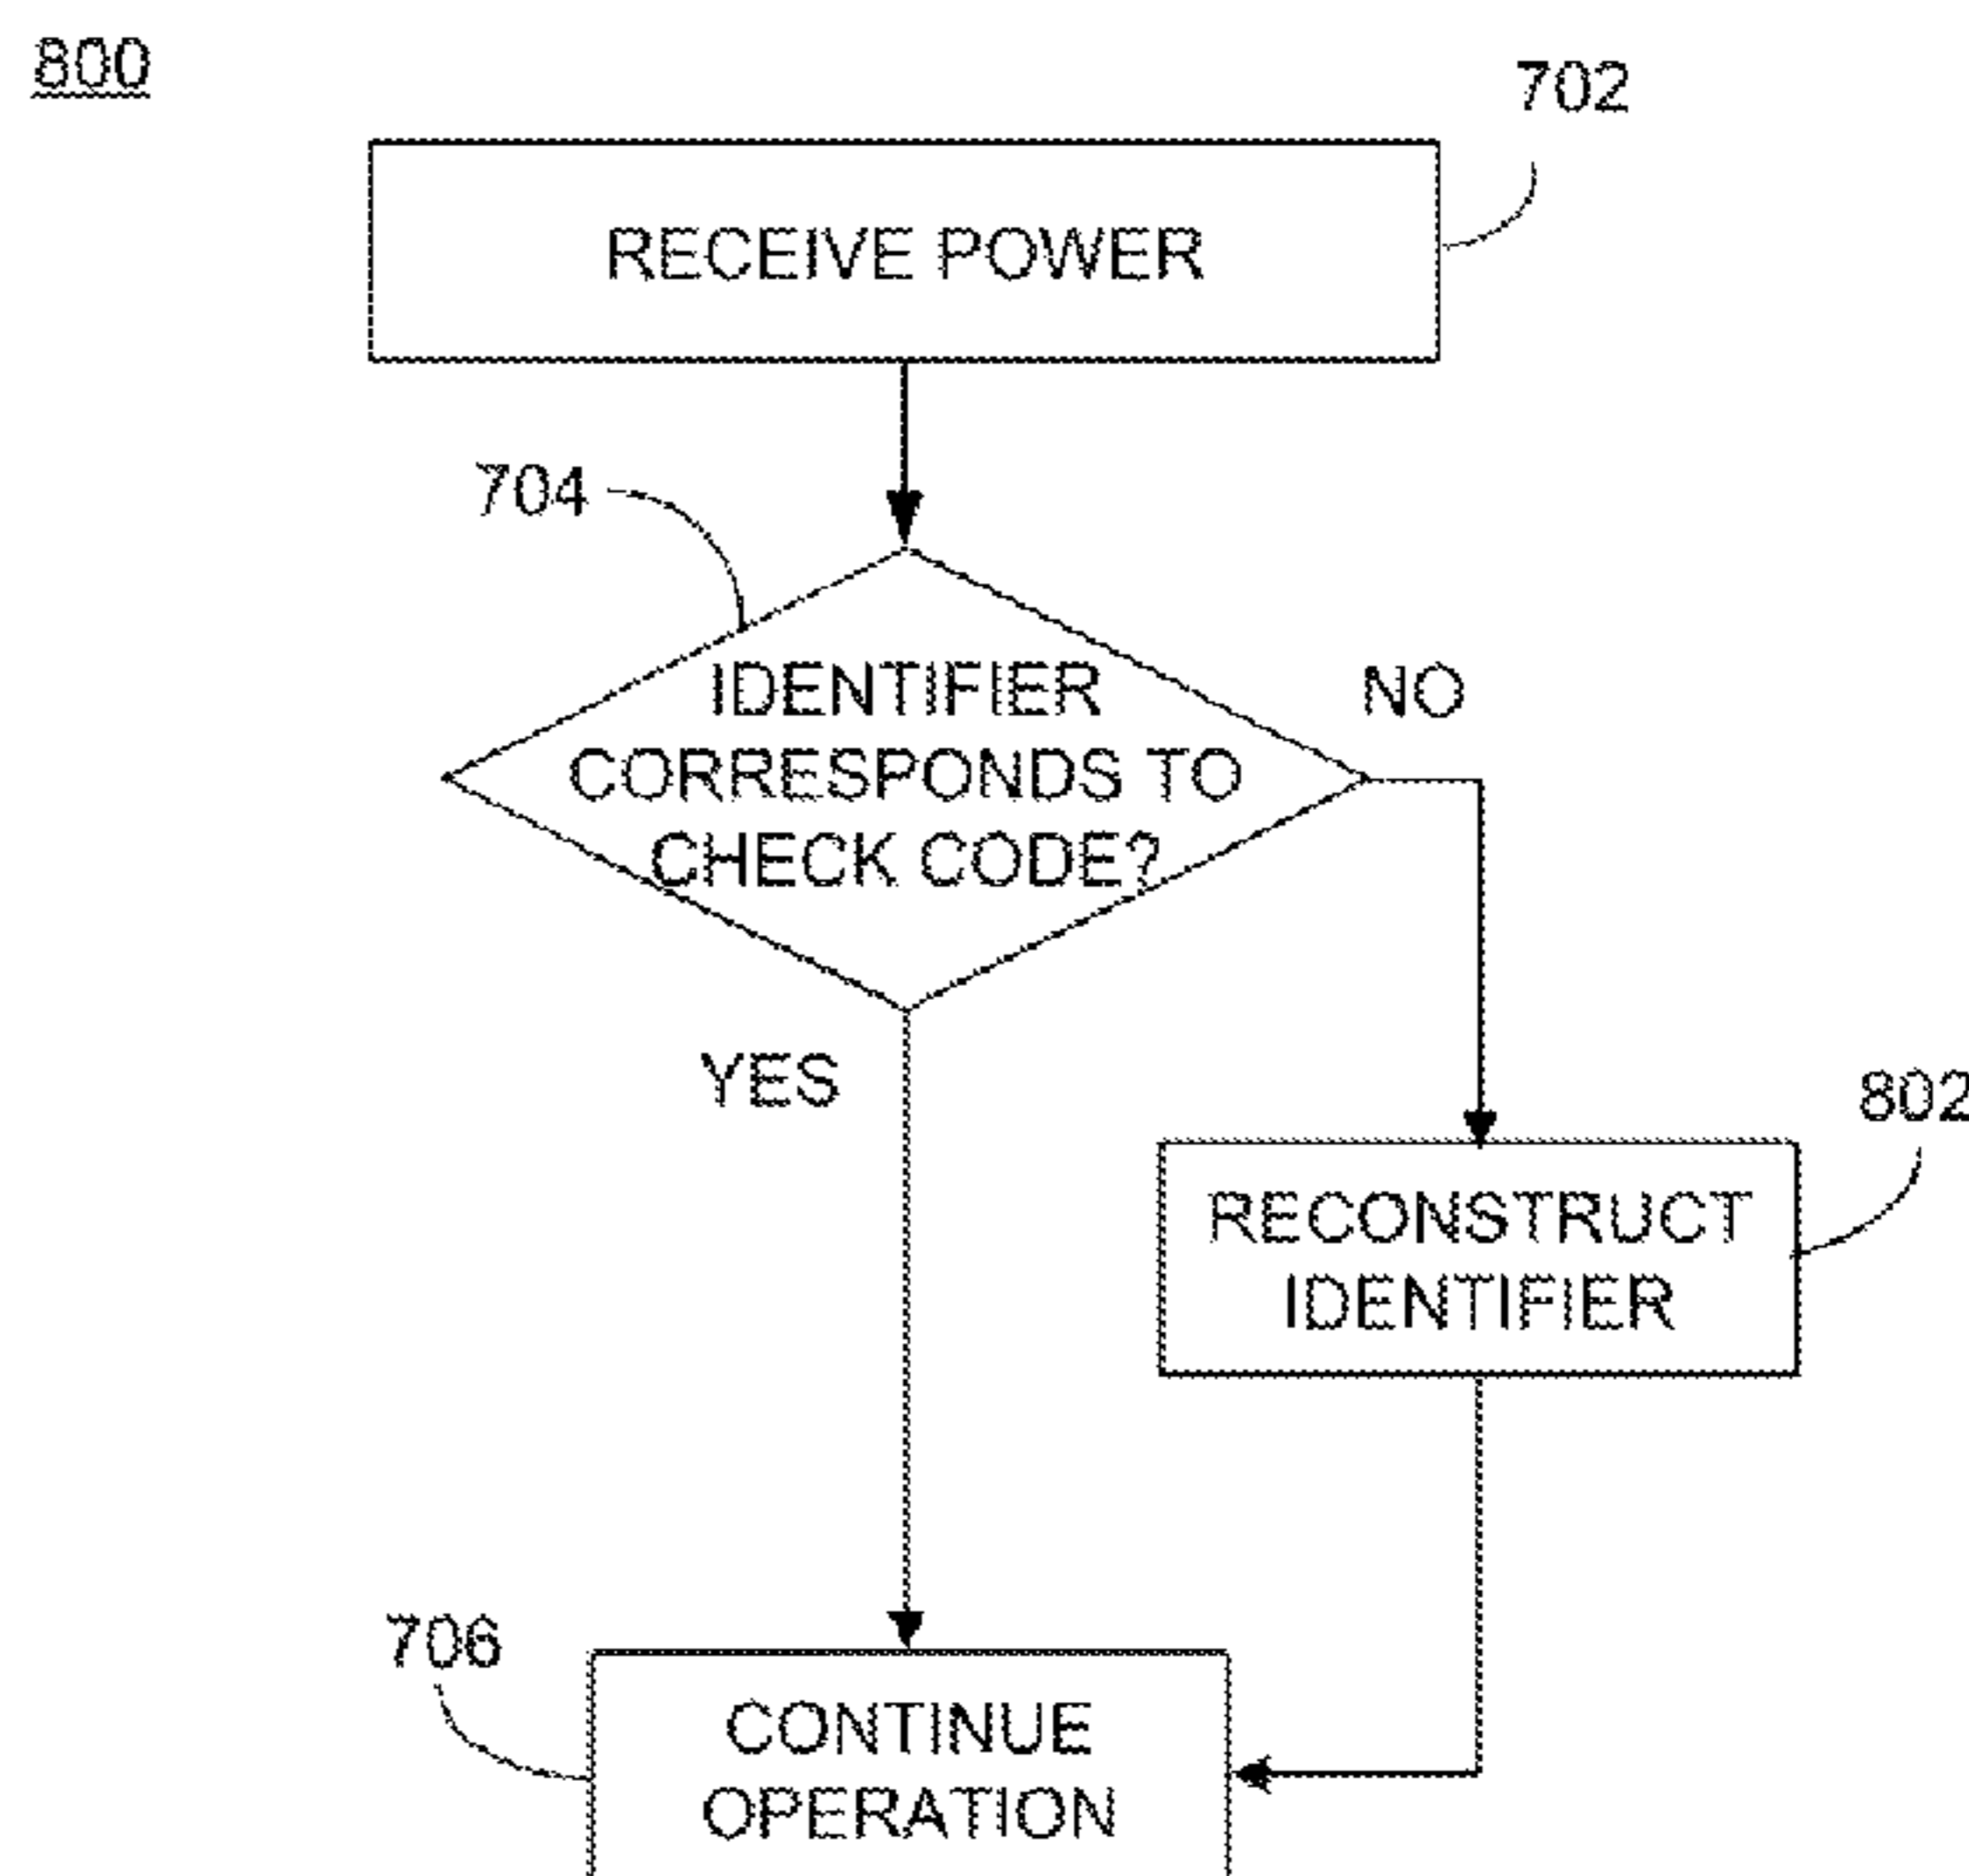 800
702
RECEIVE POWER
704
IDENTIFIER
CORRESPONDS TO
CHECK CODE?
NO
YES
802
RECONSTRUCT
IDENTIFIER
706
CONTINUE
OPERATION